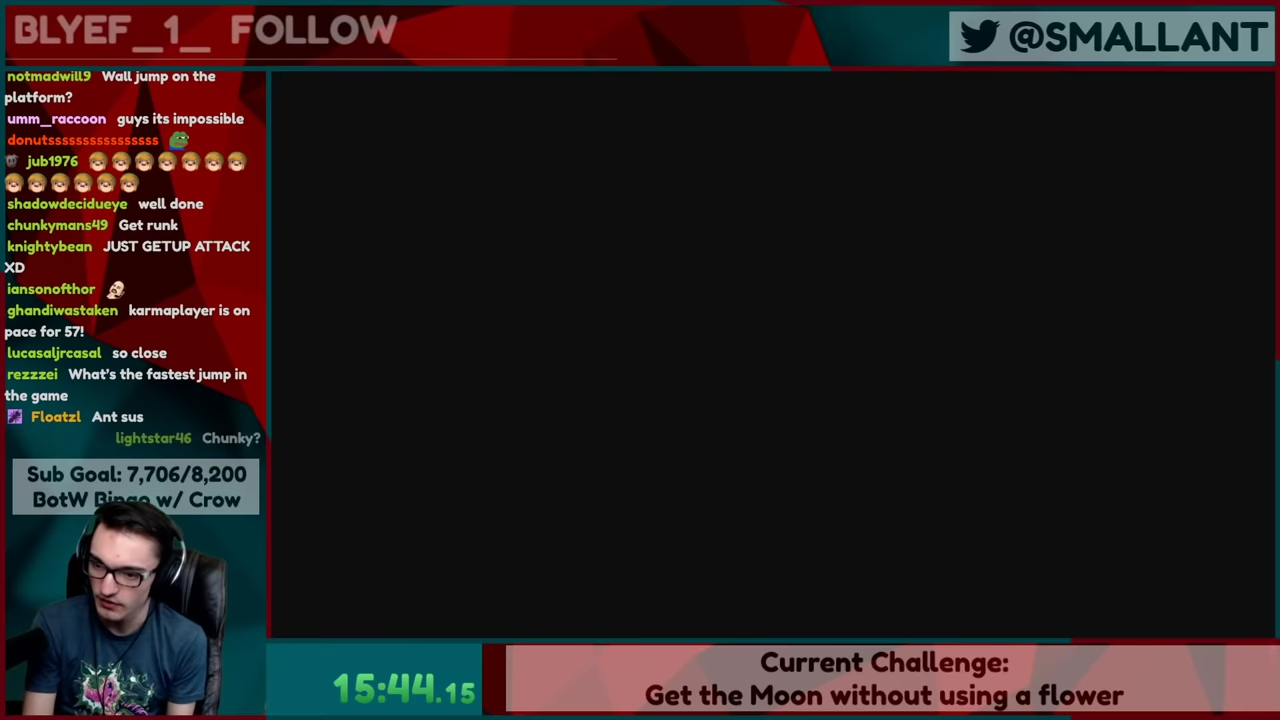 BLYEF_1_ FOLLOW
@SMALLANT
notmadwill9 Wall jump on the
platform?
umm_raccoon guys its impossible
donutsssssssssssssss
jub1976
shadowdecidueye well done
chunkymans49 Get runk
knightybean JUST GETUP ATTACK
XD
iansonofthor
ghandiwastaken karmaplayer is on
pace for 57!
lucasaljrcasal so close
rezzzei What's the fastest jump in
the game
Floatzl Ant sus
lightstar46 Chunky?
Sub Goal: 7,706/8,200
BotW Bingo w/ Crow
15:44.15
Current Challenge:
Get the Moon without using a flower